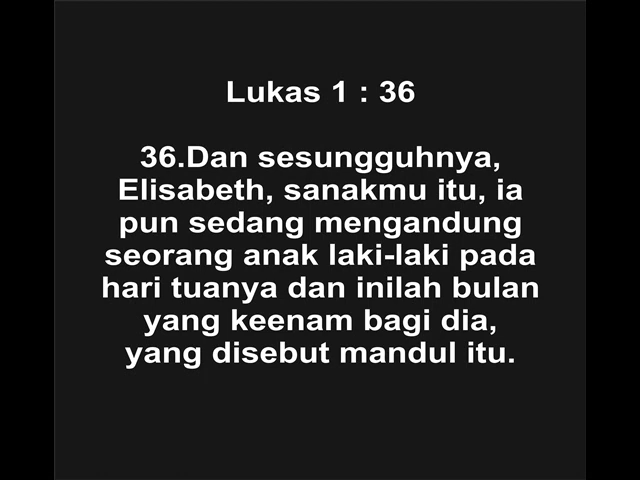 Lukas 1 : 36
36.Dan sesungguhnya,
Elisabeth, sanakmu itu, ia
pun sedang mengandung
seorang anak laki-laki pada
hari tuanya dan inilah bulan
yang keenam bagi dia,
yang disebut mandul itu.